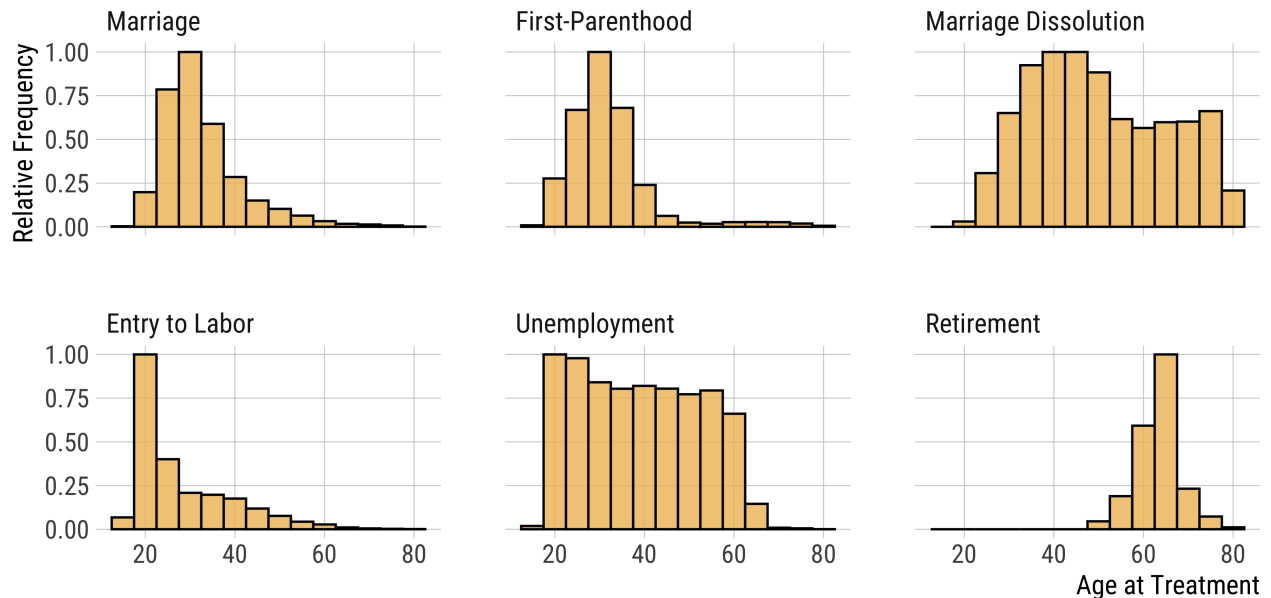 Marriage
First-Parenthood
Marriage Dissolution
Relative Frequency
1.00
0.75
0.50
0.25
0.00
Entry to Labor
Unemployment
Retirement
1.00
0.75
0.50
0.25
0.00
20 40 60 80
20 40 60 80
20 40 60 80
Age at Treatment